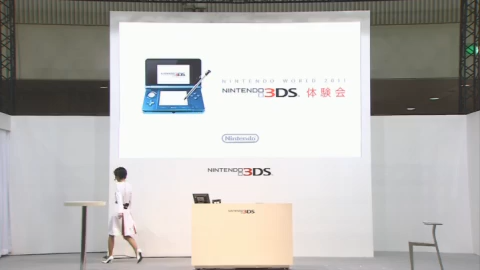 NINTENDO WORLD 2011
NINTENDO 3DS 体験会
Nintendo
NINTENDO 3DS
NINTENDO 3DS